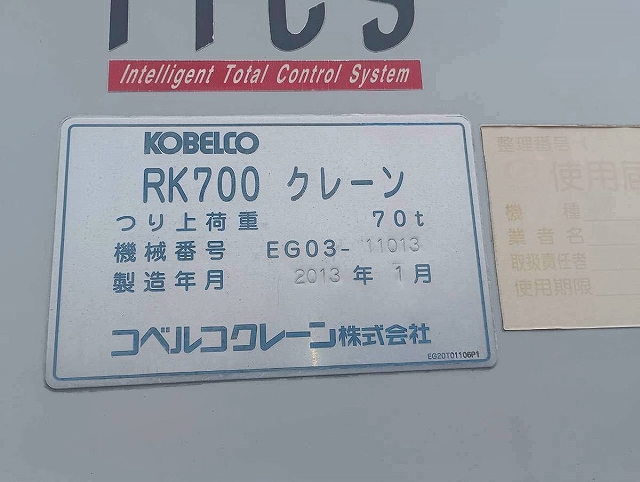 ITCS
Intelligent Total Control System
KOBELCO
RK700 クレーン
つり上荷重 70t
機械番号 EG03-11013
製造年月 2013年 1月
コベルコクレーン株式会社
EG20T01106P1
整理番号
使用
機種
業者名
取扱責任者
使用期限